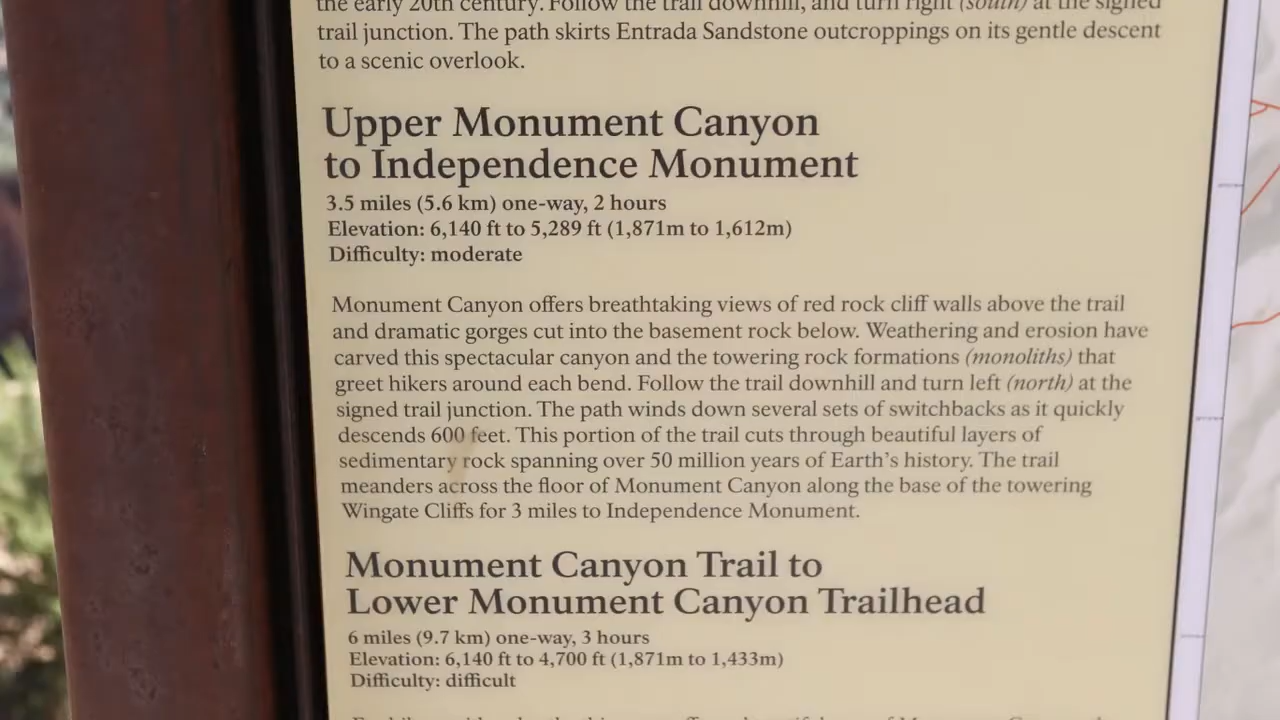 the early 20th century. Follow the trail downhill, and turn right (south) at the signed
trail junction. The path skirts Entrada Sandstone outcroppings on its gentle descent
to a scenic overlook.
Upper Monument Canyon
to Independence Monument
3.5 miles (5.6 km) one-way, 2 hours
Elevation: 6,140 ft to 5,289 ft (1,871m to 1,612m)
Difficulty: moderate
Monument Canyon offers breathtaking views of red rock cliff walls above the trail
and dramatic gorges cut into the basement rock below. Weathering and erosion have
carved this spectacular canyon and the towering rock formations (monoliths) that
greet hikers around each bend. Follow the trail downhill and turn left (north) at the
signed trail junction. The path winds down several sets of switchbacks as it quickly
descends 600 feet. This portion of the trail cuts through beautiful layers of
sedimentary rock spanning over 50 million years of Earth's history. The trail
meanders across the floor of Monument Canyon along the base of the towering
Wingate Cliffs for 3 miles to Independence Monument.
Monument Canyon Trail to
Lower Monument Canyon Trailhead
6 miles (9.7 km) one-way, 3 hours
Elevation: 6,140 ft to 4,700 ft (1,871m to 1,433m)
Difficulty: difficult